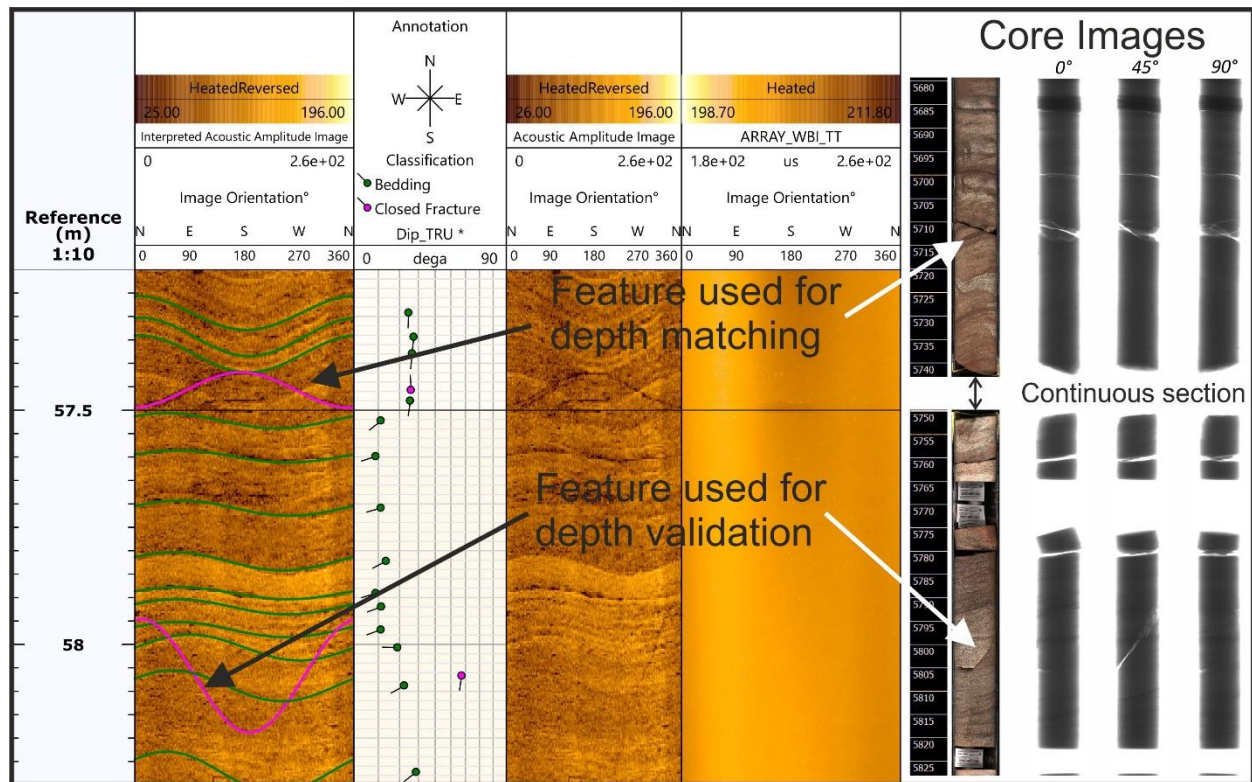 Annotation
N
W E
S
HeatedReversed
25.00 196.00
Interpreted Acoustic Amplitude Image
0 2.6e+02
Image Orientation°
N E S W N
0 90 180 270 360
Reference
(m)
1:10
57.5
58
Classification
Bedding
Closed Fracture
Dip_TRU *
0 dega 90
HeatedReversed
26.00 196.00
Acoustic Amplitude Image
0 2.6e+02
Image Orientation°
N E S W N
0 90 180 270 360
Heated
198.70 211.80
ARRAY_WBI_TT
1.8e+02 us 2.6e+02
Image Orientation°
N E S W N
0 90 180 270 360
Feature used for
depth matching
Feature used for
depth validation
Core Images
0° 45° 90°
5680
5685
5690
5695
5700
5705
5710
5715
5720
5725
5730
5735
5740
Continuous section
5750
5755
5760
5765
5770
5775
5780
5785
5790
5795
5800
5805
5810
5815
5820
5825